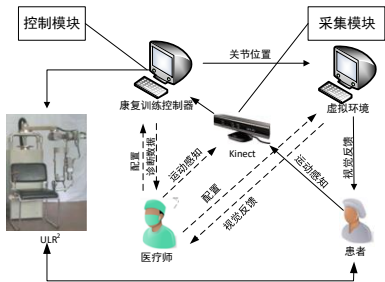 控制模块
采集模块
关节位置
康复训练控制器
虚拟环境
Kinect
配置
诊断数据
运动感知
配置
视觉反馈
运动感知
视觉反馈
ULR²
医疗师
患者